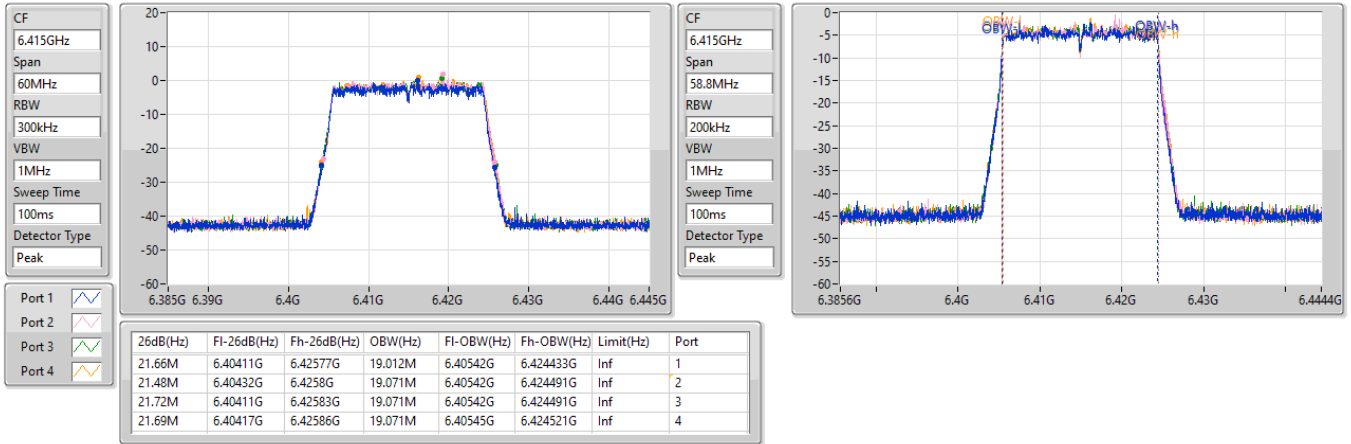 CF
6.415GHz
Span
60MHz
RBW
300kHz
VBW
1MHz
Sweep Time
100ms
Detector Type
Peak
20
10
0
-10
-20
-30
-40
-50
-60
6.385G 6.39G 6.4G 6.41G 6.42G 6.43G 6.44G 6.445G
CF
6.415GHz
Span
58.8MHz
RBW
200kHz
VBW
1MHz
Sweep Time
100ms
Detector Type
Peak
0
-5
-10
-15
-20
-25
-30
-35
-40
-45
-50
-55
-60
OBW-l OBW-h
6.3856G 6.4G 6.41G 6.42G 6.43G 6.4444G
Port 1
Port 2
Port 3
Port 4
26dB(Hz) Fl-26dB(Hz) Fh-26dB(Hz) OBW(Hz) Fl-OBW(Hz) Fh-OBW(Hz) Limit(Hz) Port
21.66M 6.40411G 6.42577G 19.012M 6.40542G 6.424433G Inf 1
21.48M 6.40432G 6.4258G 19.071M 6.40542G 6.424491G Inf 2
21.72M 6.40411G 6.42583G 19.071M 6.40542G 6.424491G Inf 3
21.69M 6.40417G 6.42586G 19.071M 6.40545G 6.424521G Inf 4